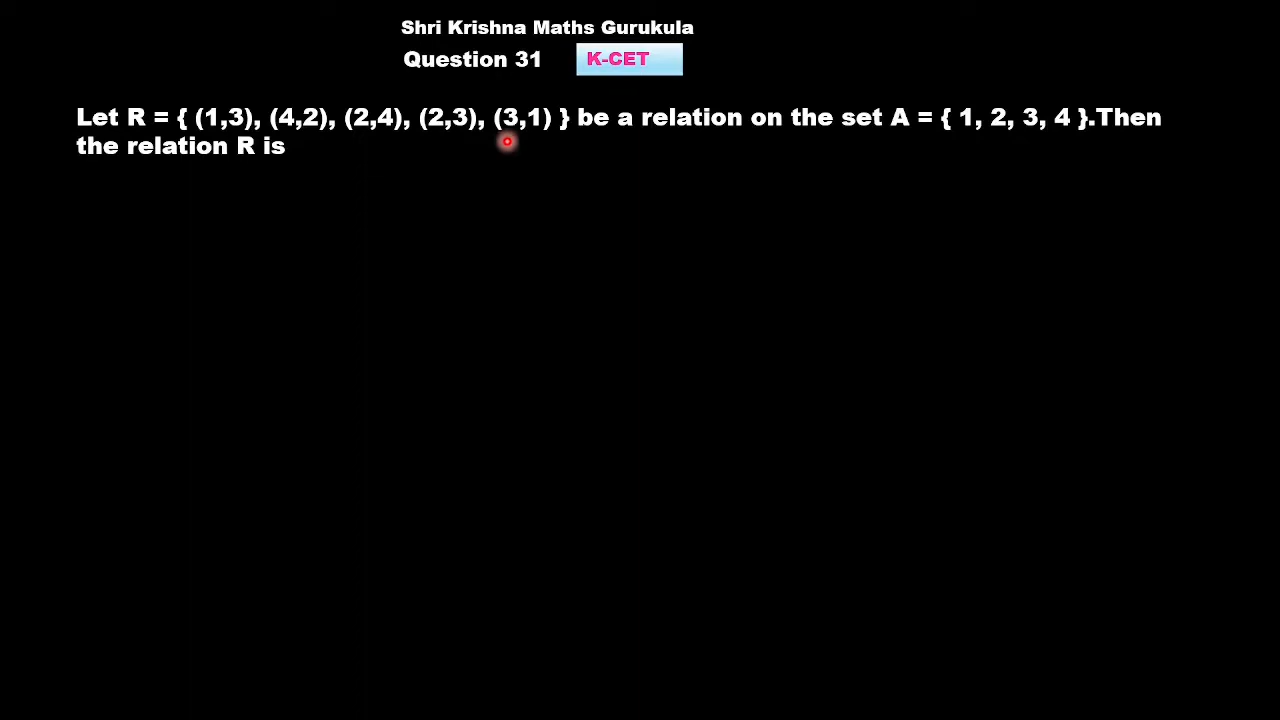 Shri Krishna Maths Gurukula
Question 31
K-CET
Let R = { (1,3), (4,2), (2,4), (2,3), (3,1) } be a relation on the set A = { 1, 2, 3, 4 }.Then
the relation R is